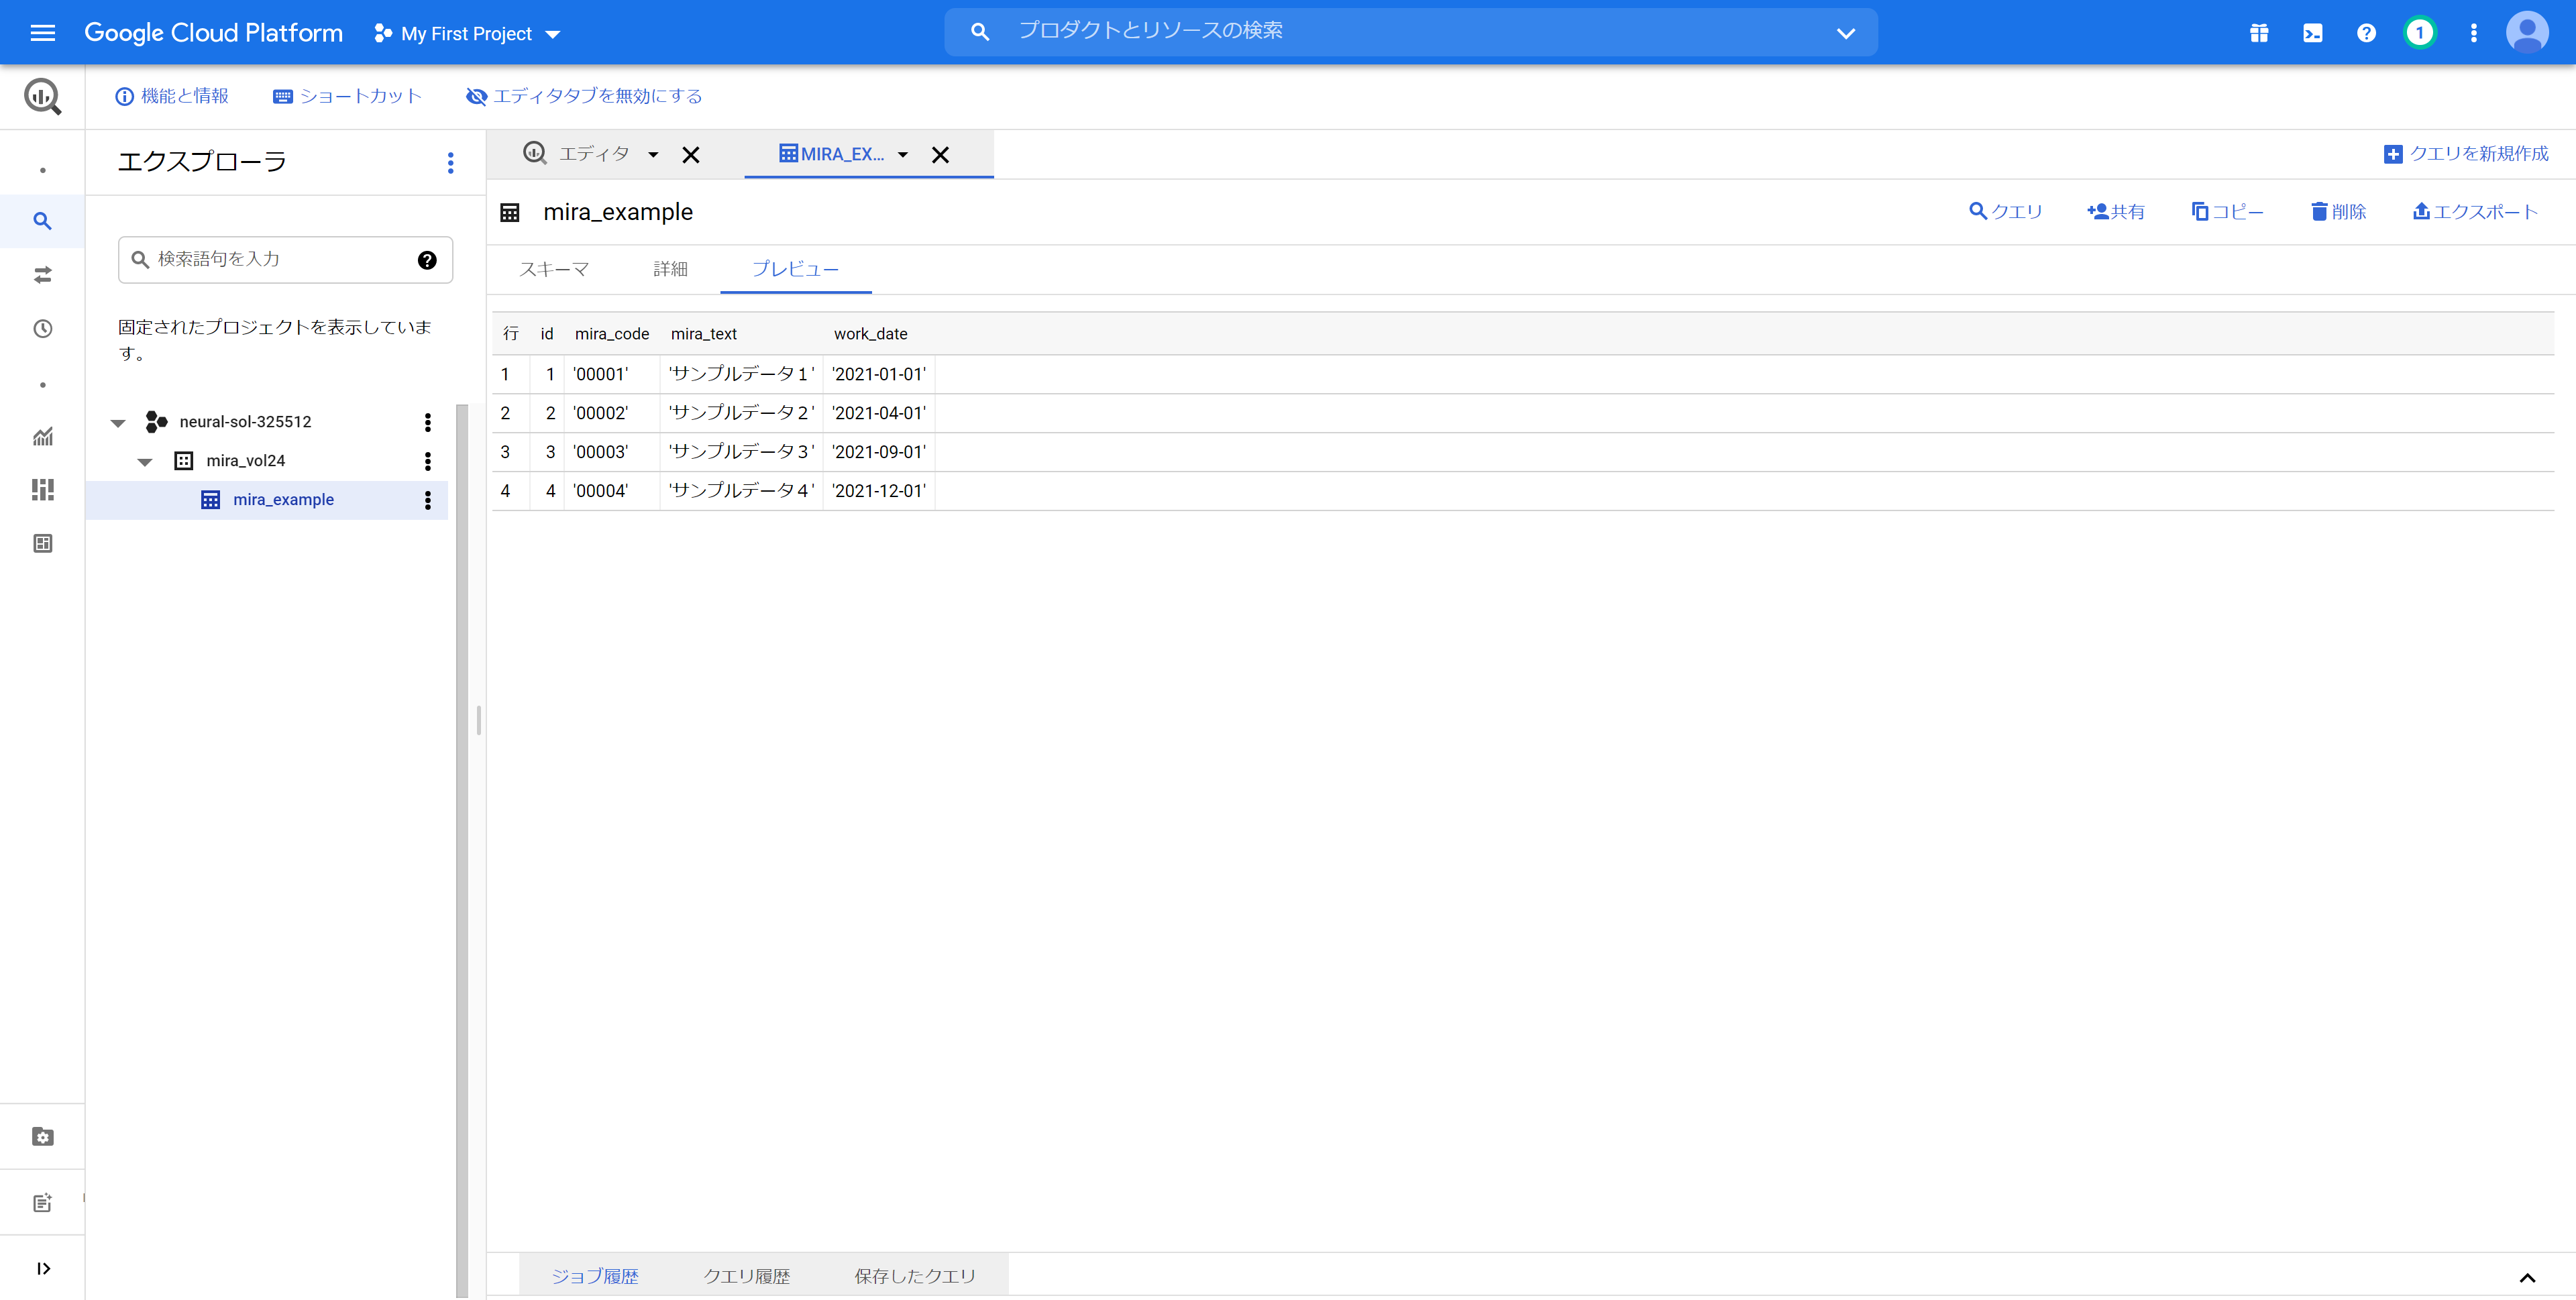 Google Cloud Platform My First Project プロダクトとリソースの検索 1
機能と情報 ショートカット エディタタブを無効にする
エクスプローラ
検索語句を入力
固定されたプロジェクトを表示していま
す。
neural-sol-325512
mira_vol24
mira_example
エディタ MIRA_EX... クエリを新規作成
mira_example クエリ 共有 コピー 削除 エクスポート
スキーマ 詳細 プレビュー
行 id mira_code mira_text work_date
1 1 '00001' 'サンプルデータ１' '2021-01-01'
2 2 '00002' 'サンプルデータ２' '2021-04-01'
3 3 '00003' 'サンプルデータ３' '2021-09-01'
4 4 '00004' 'サンプルデータ４' '2021-12-01'
ジョブ履歴 クエリ履歴 保存したクエリ